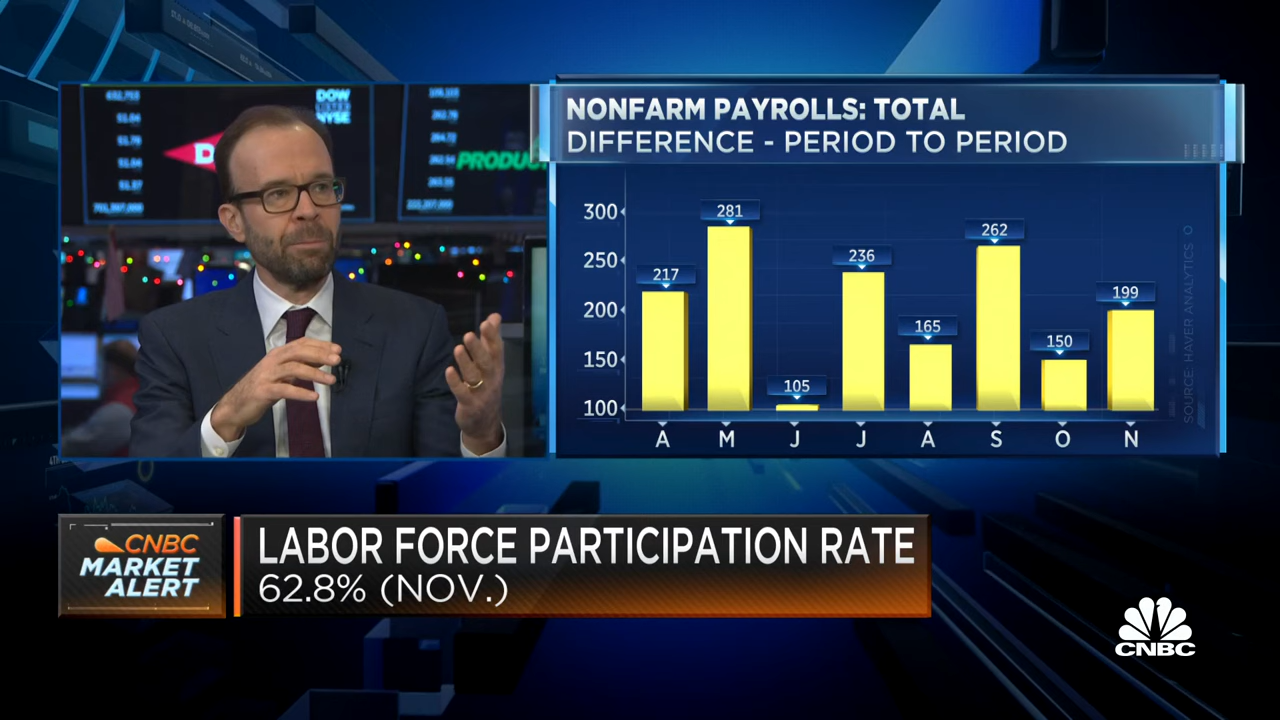 DOW
NYSE
PRODUCT
NONFARM PAYROLLS: TOTAL
DIFFERENCE - PERIOD TO PERIOD
300
250
200
150
100
217
281
105
236
165
262
150
199
A M J J A S O N
SOURCE: HAVER ANALYTICS
CNBC
MARKET
ALERT
LABOR FORCE PARTICIPATION RATE
62.8% (NOV.)
CNBC